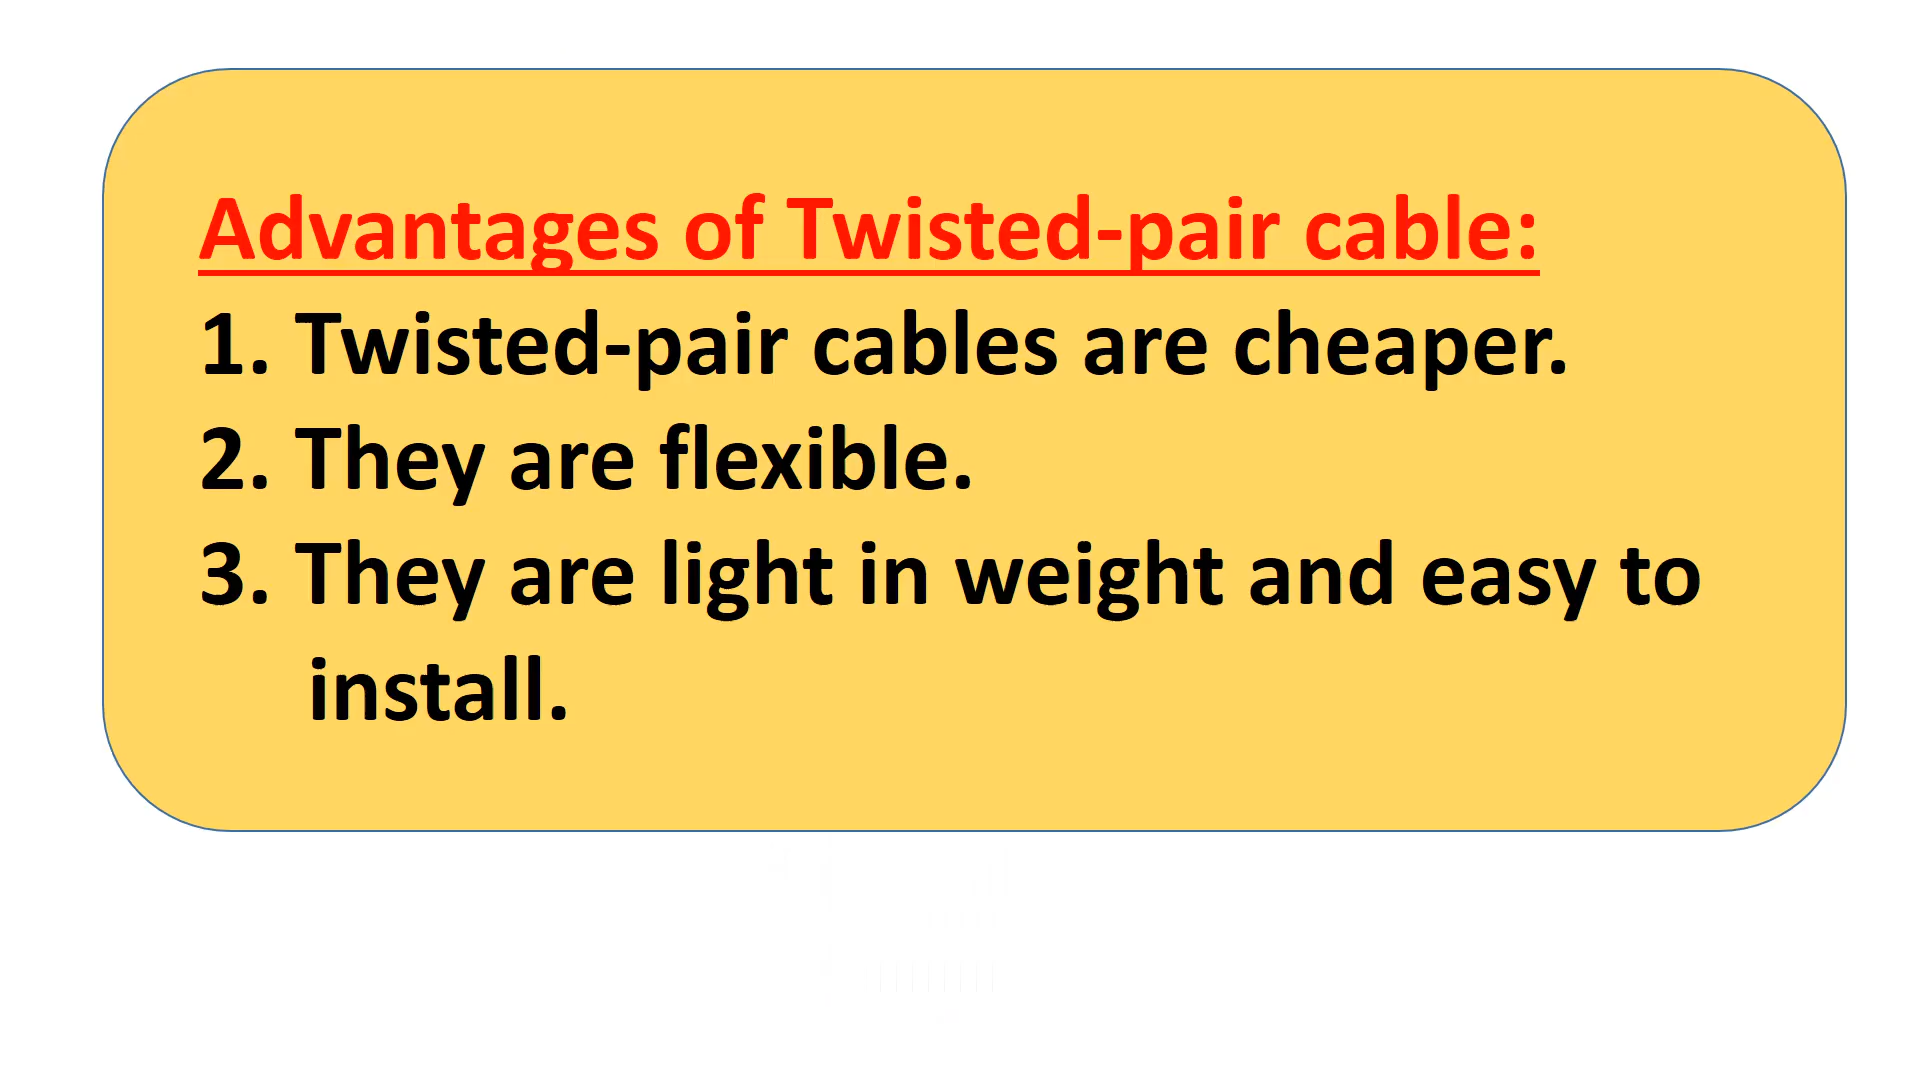 Advantages of Twisted-pair cable:
1. Twisted-pair cables are cheaper.
2. They are flexible.
3. They are light in weight and easy to
install.